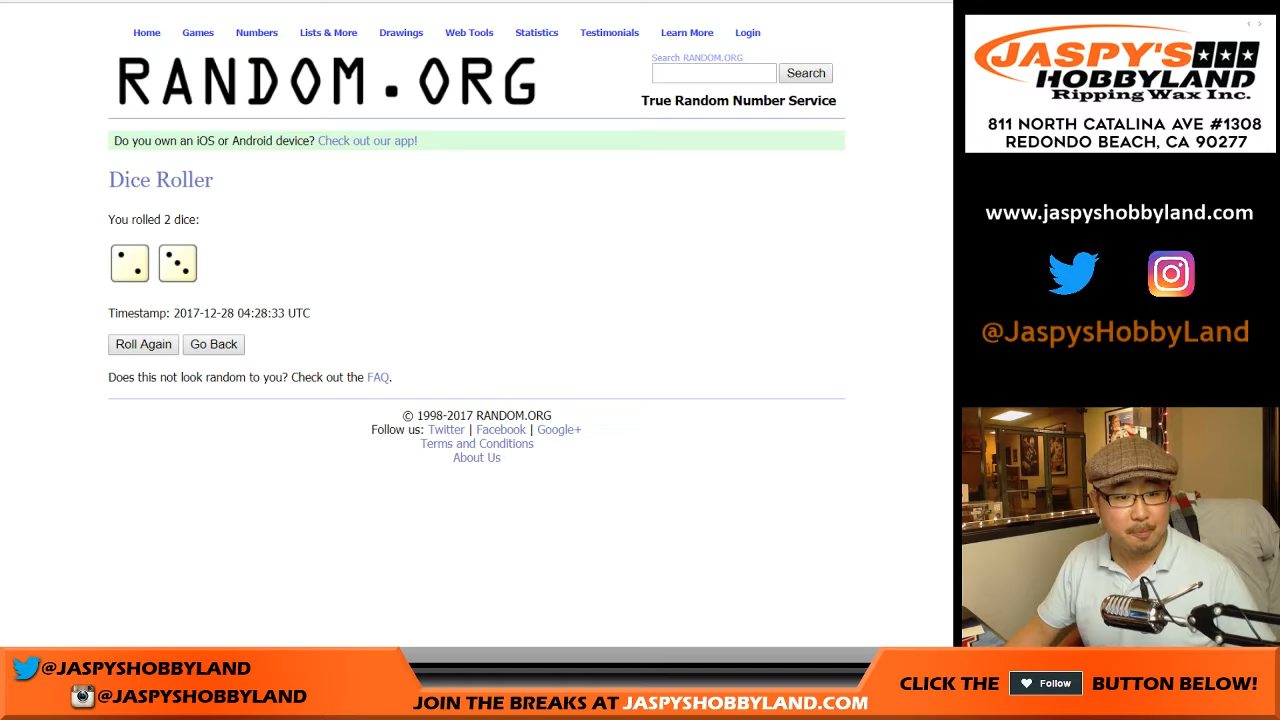 Home Games Numbers Lists & More Drawings Web Tools Statistics Testimonials Learn More Login
RANDOM.ORG
Search RANDOM.ORG
Search
True Random Number Service
Do you own an iOS or Android device? Check out our app!
Dice Roller
You rolled 2 dice:
Timestamp: 2017-12-28 04:28:33 UTC
Roll Again Go Back
Does this not look random to you? Check out the FAQ.
© 1998-2017 RANDOM.ORG
Follow us: Twitter | Facebook | Google+
Terms and Conditions
About Us
JASPY'S
HOBBYLAND
Ripping Wax Inc.
811 NORTH CATALINA AVE #1308
REDONDO BEACH, CA 90277
www.jaspyshobbyland.com
@JaspysHobbyLand
@JASPYSHOBBYLAND
@JASPYSHOBBYLAND
JOIN THE BREAKS AT JASPYSHOBBYLAND.COM
CLICK THE Follow BUTTON BELOW!